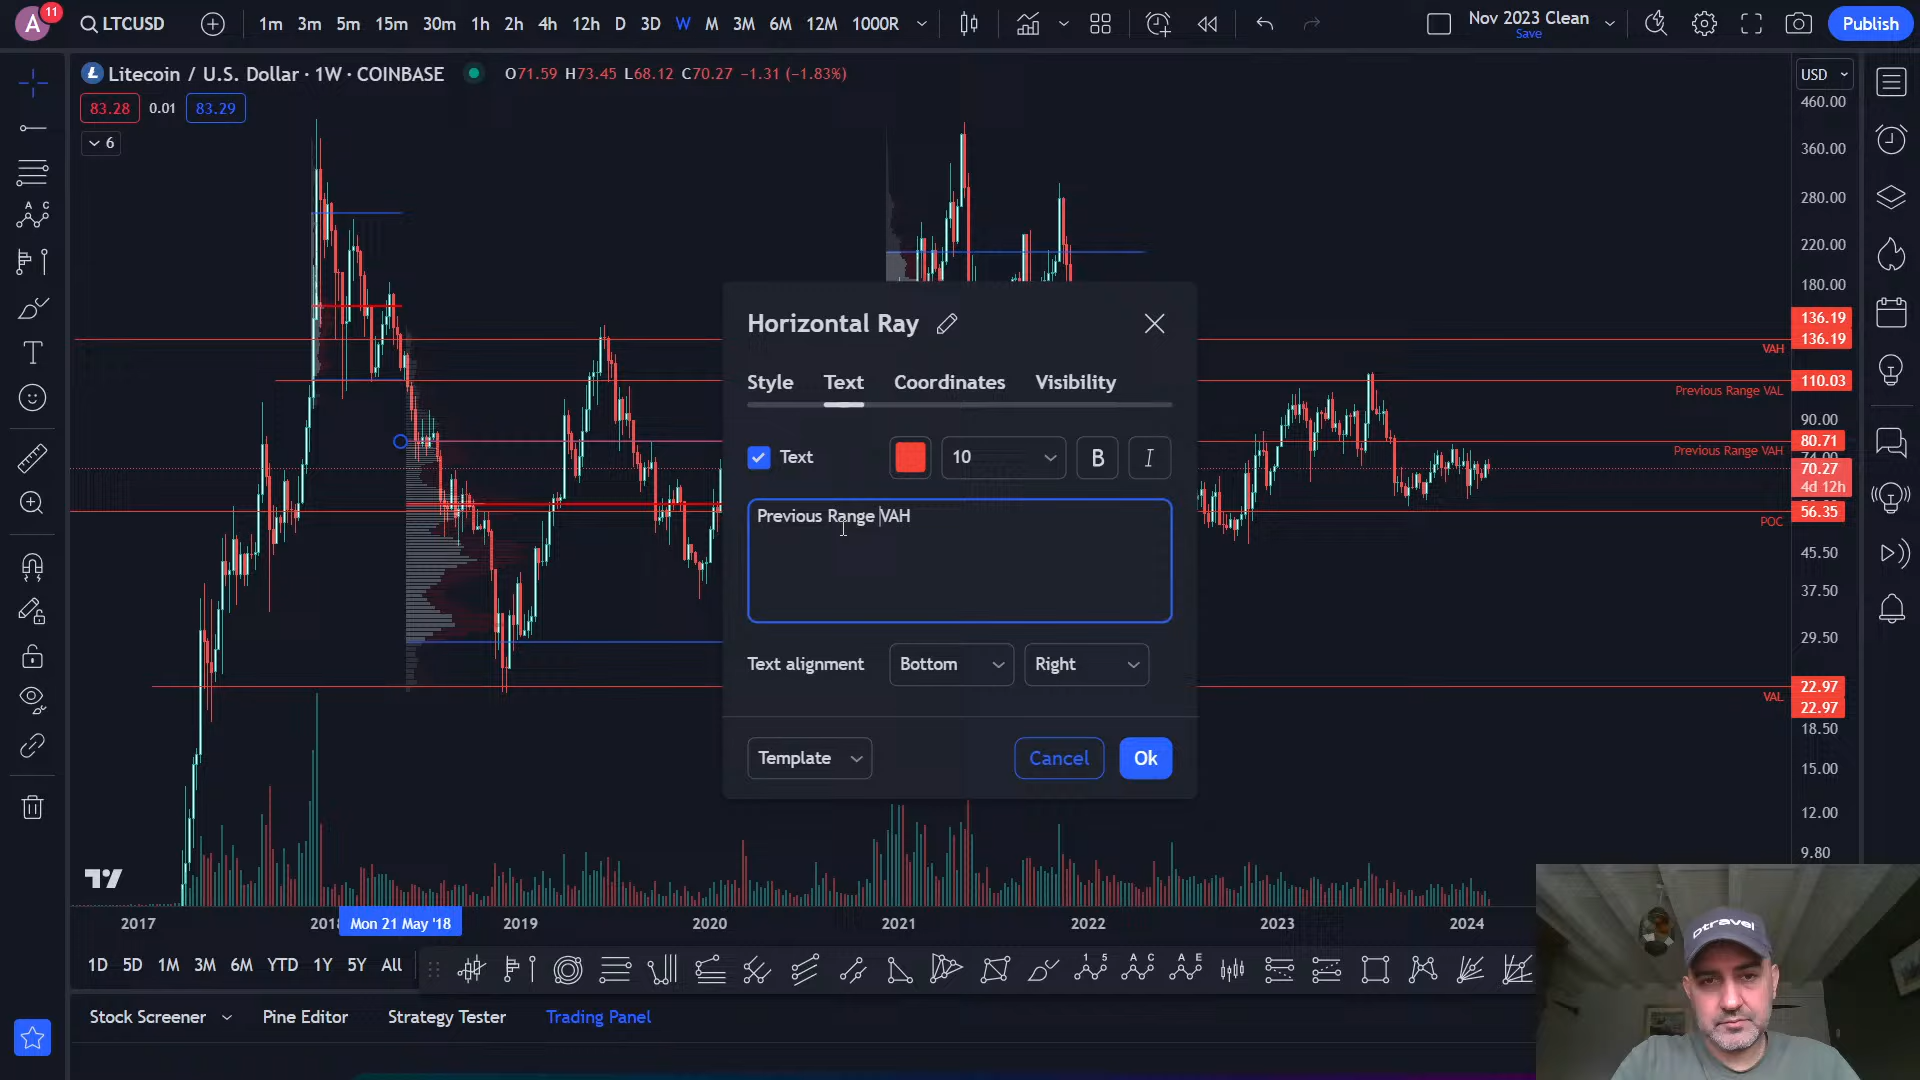 A
11
LTCUSD
1m 3m 5m 15m 30m 1h 2h 4h 12h D 3D W M 3M 6M 12M 1000R
Nov 2023 Clean
Save
Publish
Litecoin / U.S. Dollar · 1W · COINBASE
O71.59 H73.45 L68.12 C70.27 −1.31 (−1.83%)
USD
83.28 0.01 83.29
6
460.00
360.00
280.00
220.00
180.00
136.19
136.19
VAH
110.03
Previous Range VAL
90.00
80.71
Previous Range VAH
70.27
4d 12h
56.35
POC
45.50
37.50
29.50
22.97
VAL
22.97
18.50
15.00
12.00
9.80
Horizontal Ray
Style Text Coordinates Visibility
Text
10
B
I
Previous Range VAH
Text alignment
Bottom
Right
Template
Cancel
Ok
2017 2018 Mon 21 May '18 2019 2020 2021 2022 2023 2024
1D 5D 1M 3M 6M YTD 1Y 5Y All
Stock Screener
Pine Editor
Strategy Tester
Trading Panel
ptravel